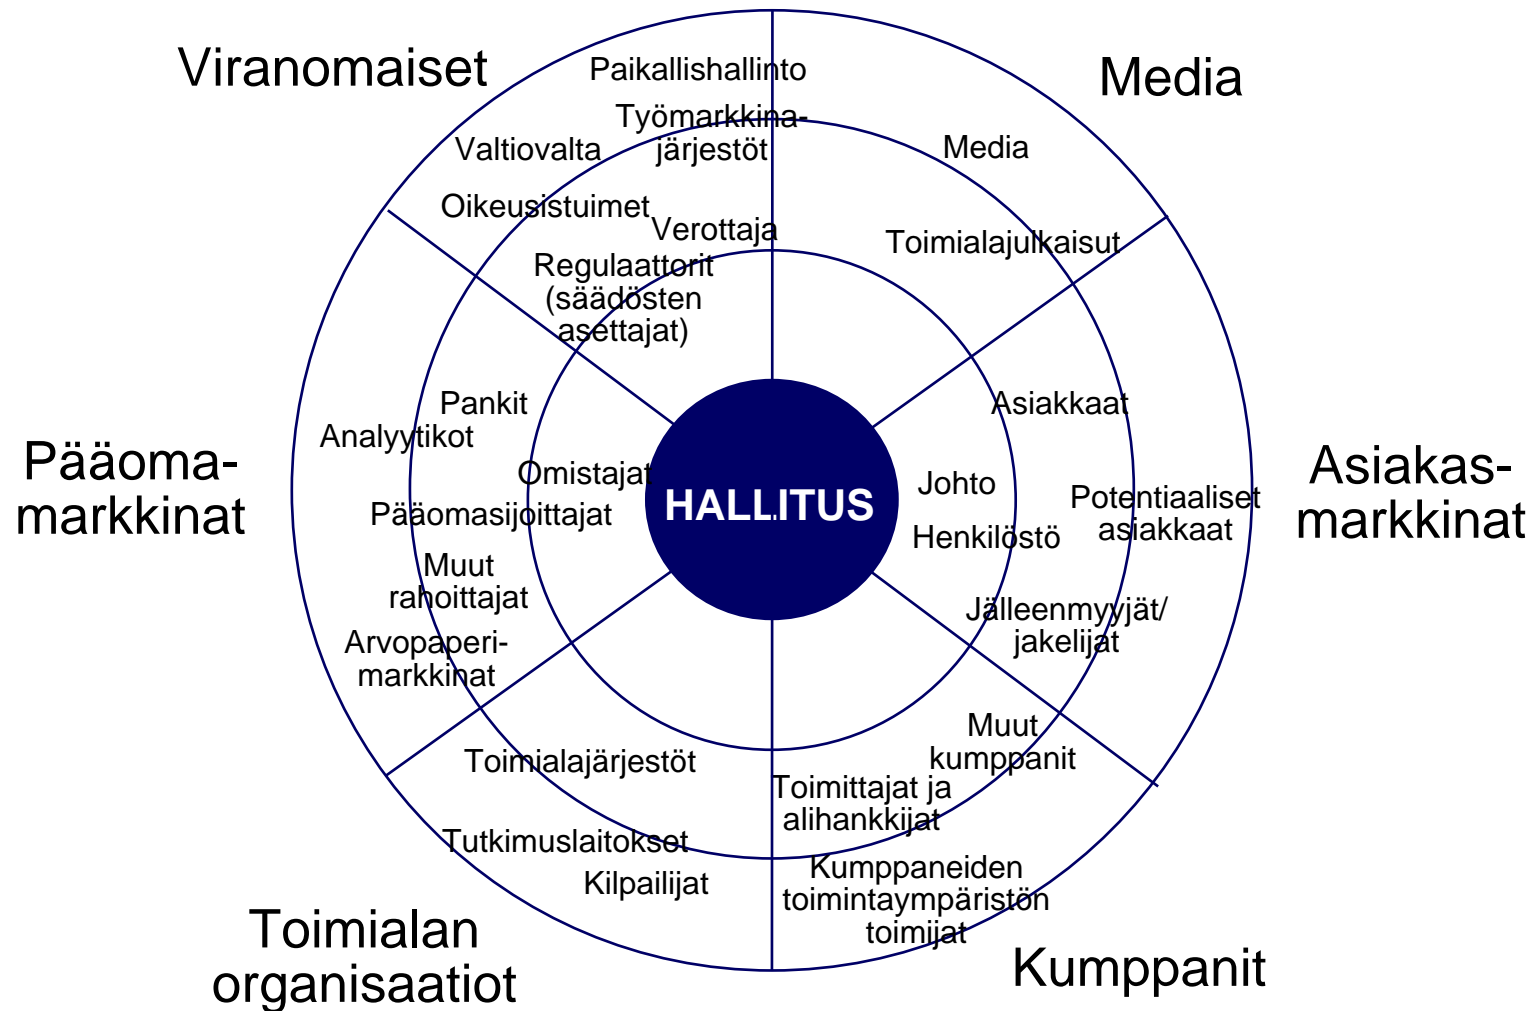 Viranomaiset
Paikallishallinto
Työmarkkina-
järjestöt
Valtiovalta
Oikeusistuimet
Verottaja
Regulaattorit
(säädösten
asettajat)
Media
Media
Toimialajulkaisut
Pääoma-
markkinat
Pankit
Analyytikot
Omistajat
Pääomasijoittajat
Muut
rahoittajat
Arvopaperi-
markkinat
HALLITUS
Asiakas-
markkinat
Asiakkaat
Johto
Potentiaaliset
asiakkaat
Henkilöstö
Jälleenmyyjät/
jakelijat
Toimialan
organisaatiot
Toimialajärjestöt
Tutkimuslaitokset
Kilpailijat
Kumppanit
Muut
kumppanit
Toimittajat ja
alihankkijat
Kumppaneiden
toimintaympäristön
toimijat